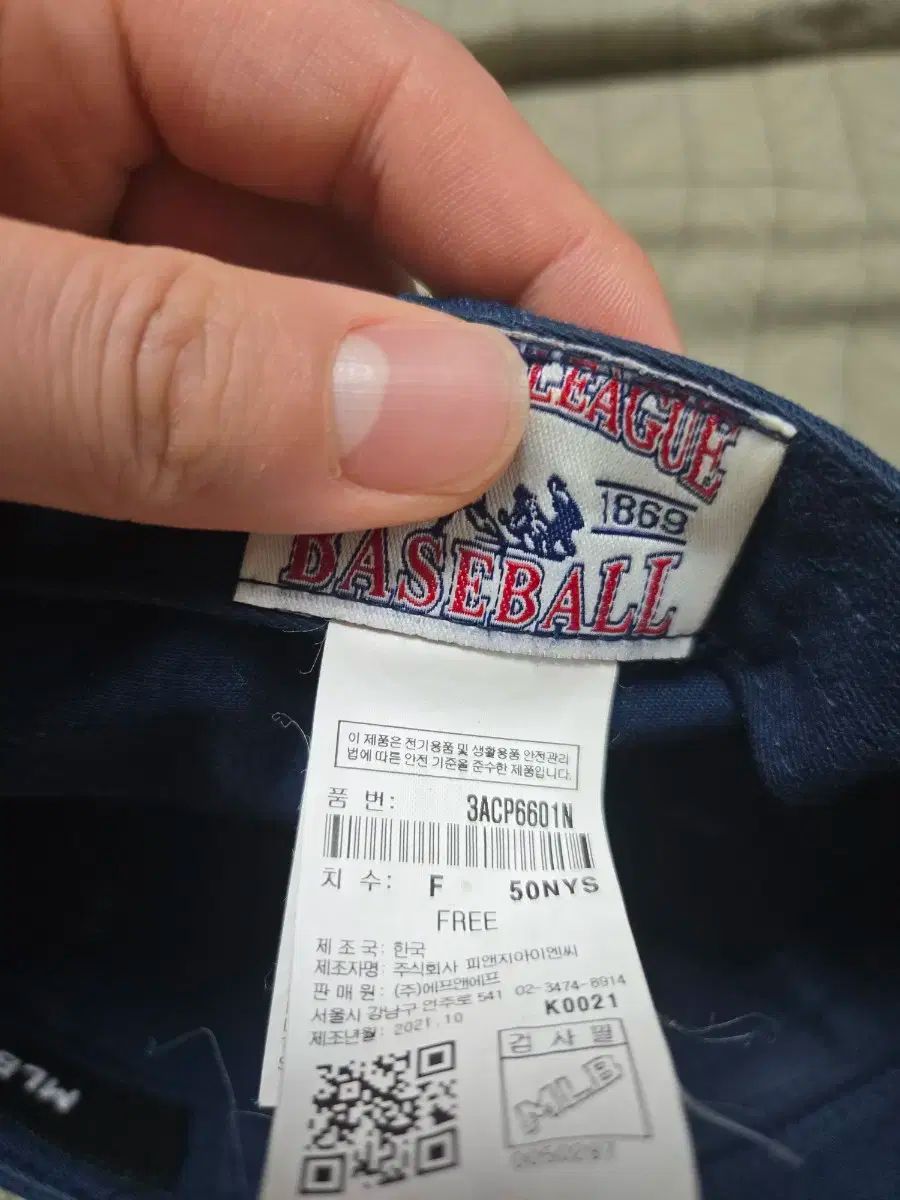 LEAGUE
1869
BASEBALL
이 제품은 전기용품 및 생활용품 안전관리
법에 따른 안전 기준을 준수한 제품입니다.
품 번: 3ACP6601N
치 수: F 50NYS
FREE
제 조 국: 한국
제조자명: 주식회사 피앤지아이엔씨
판 매 원: (주)에프앤에프 02-3474-8914
서울시 강남구 언주로 541 K0021
제조년월: 2021.10
검 사 필
MLB
MLB